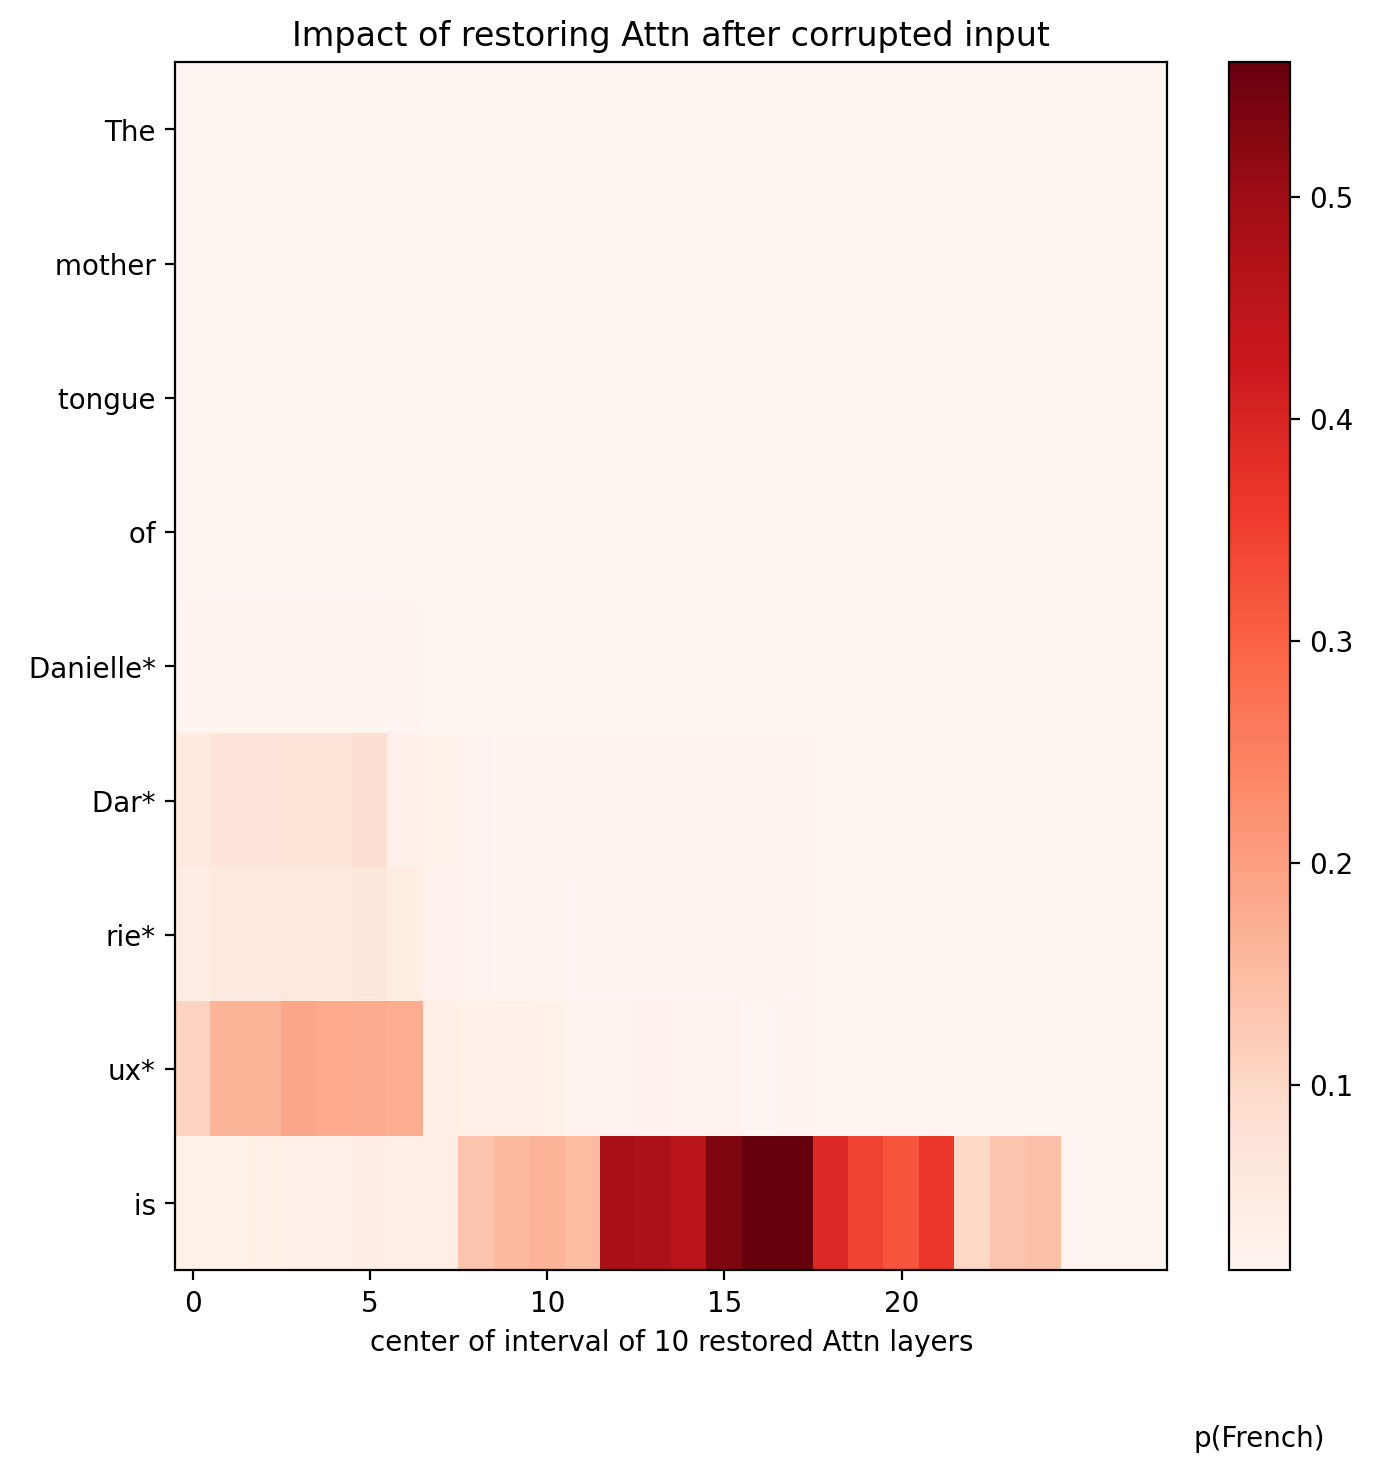 Impact of restoring Attn after corrupted input
The
mother
tongue
of
Danielle*
Dar*
rie*
ux*
is
0 5 10 15 20
center of interval of 10 restored Attn layers
0.5
0.4
0.3
0.2
0.1
p(French)